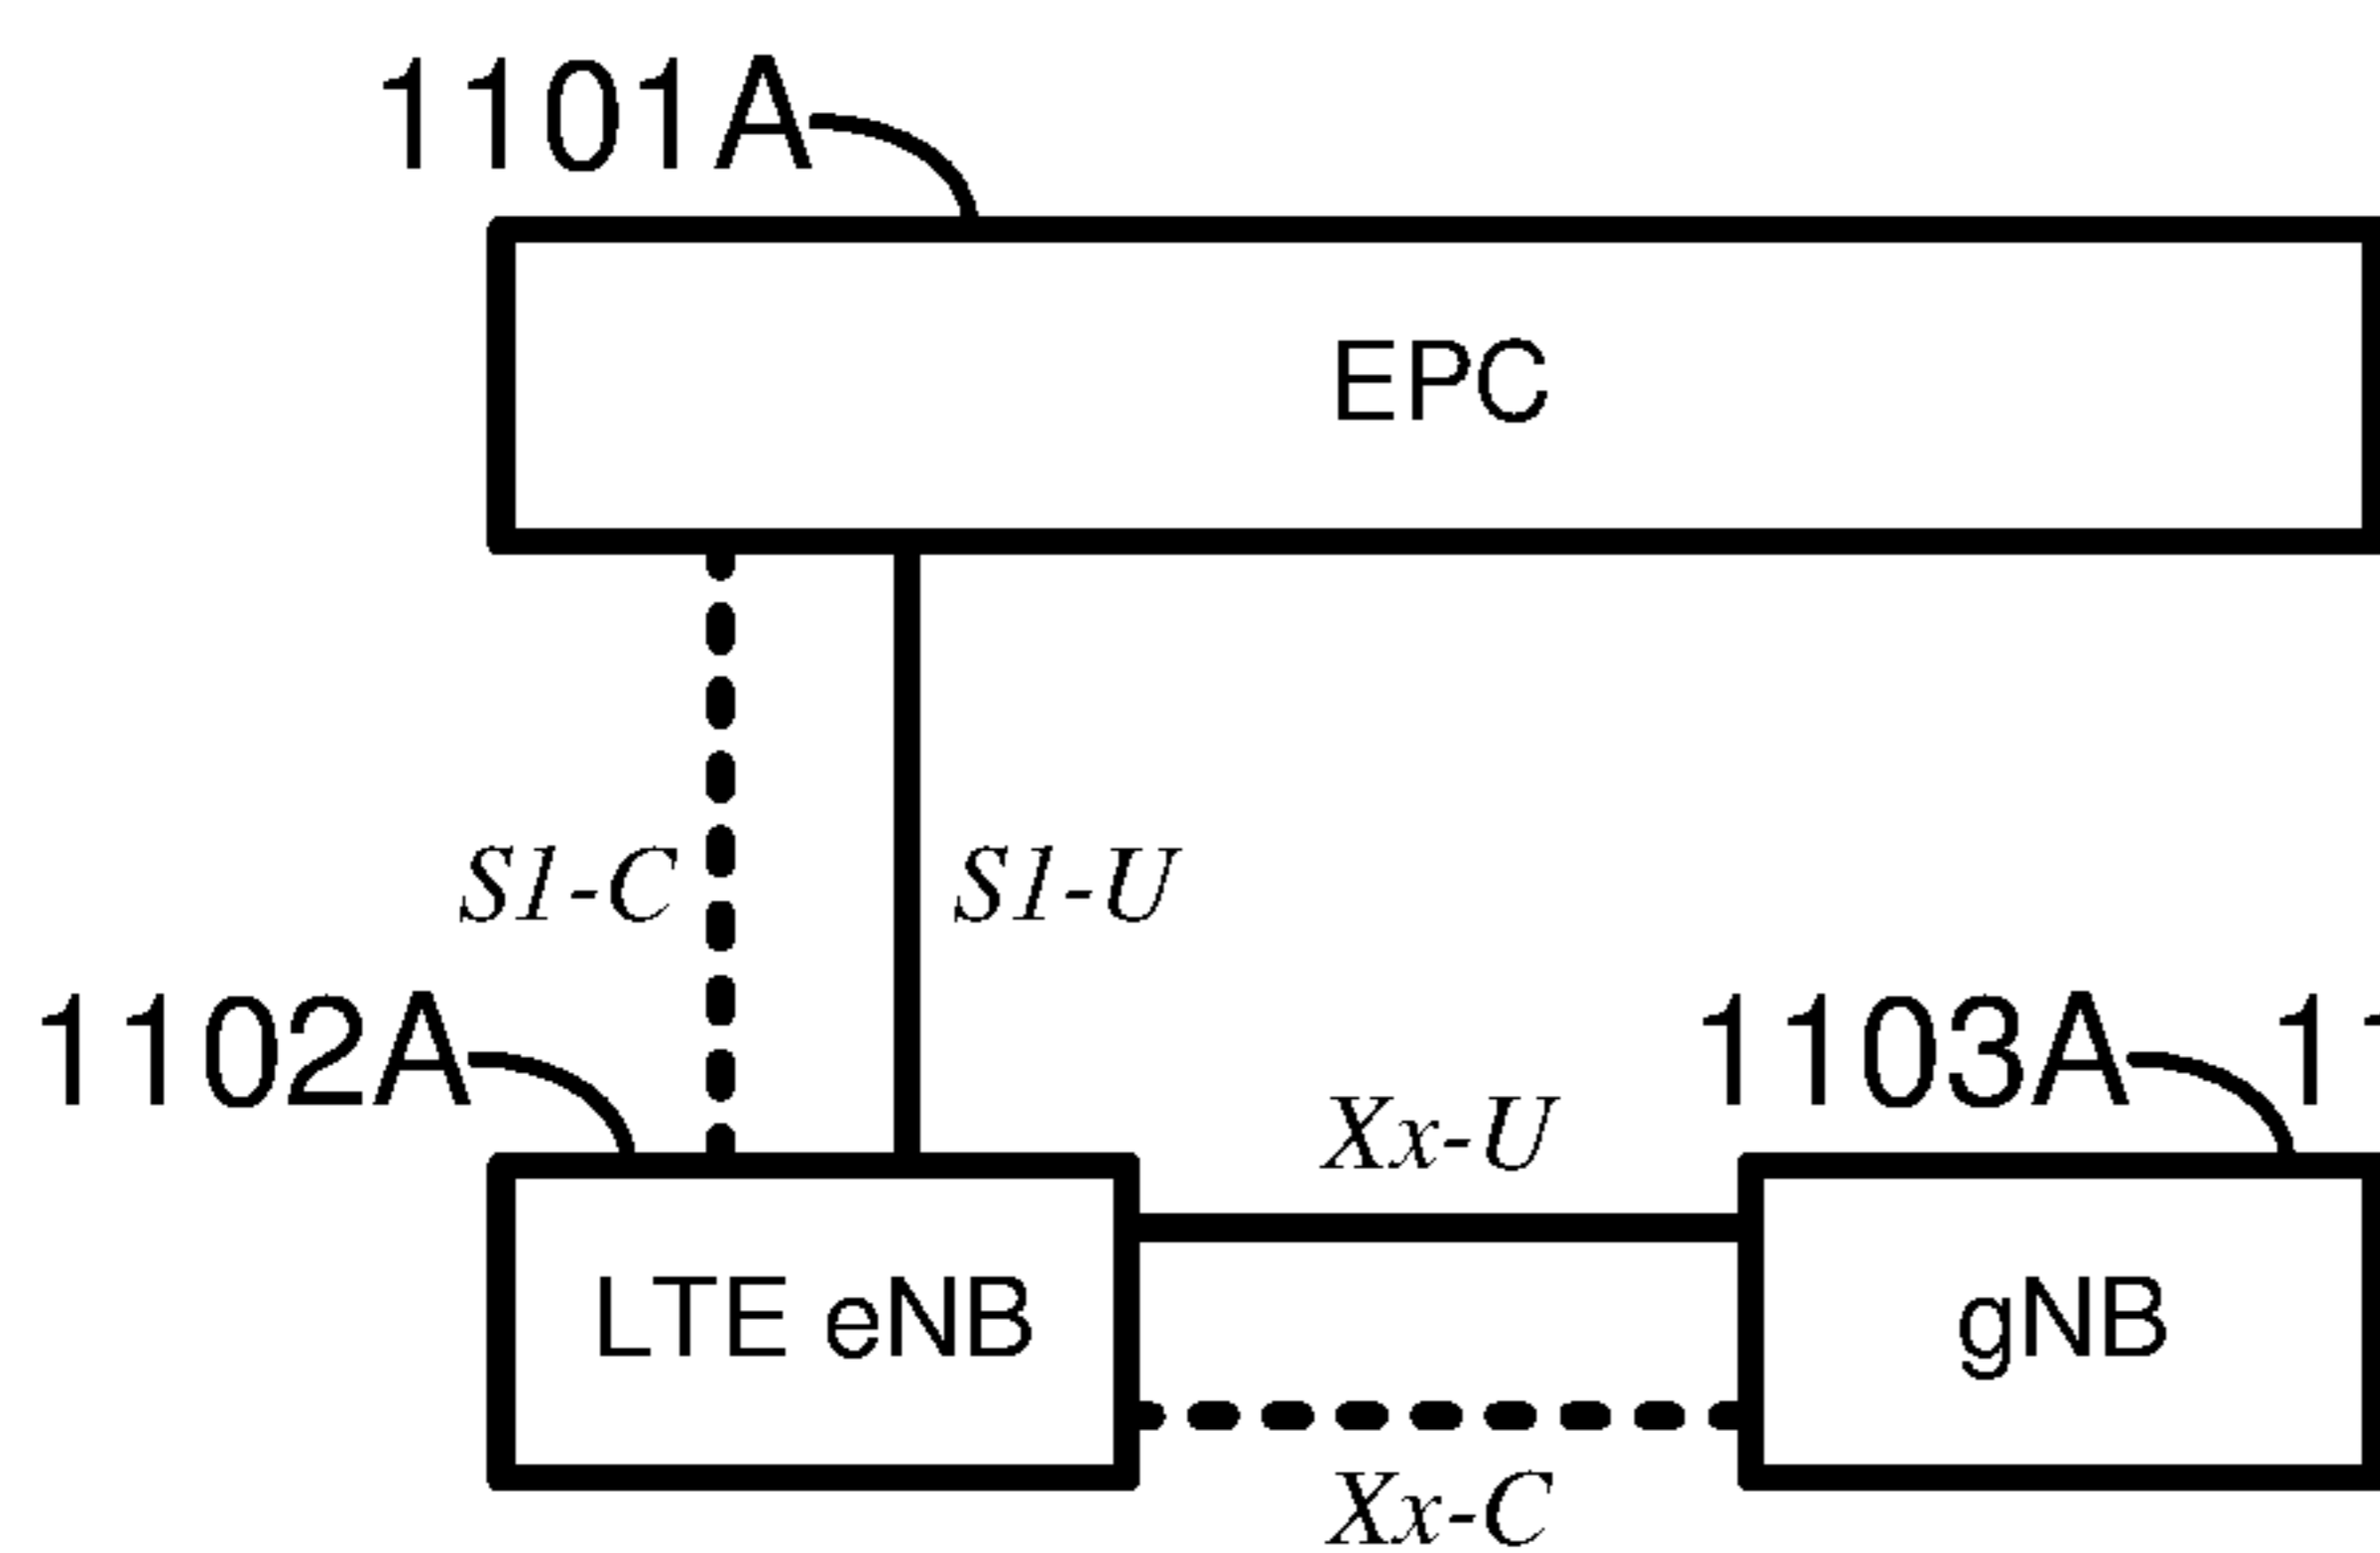 1101A
EPC
S1-C
S1-U
1102A
1103A
Xx-U
LTE eNB
gNB
Xx-C